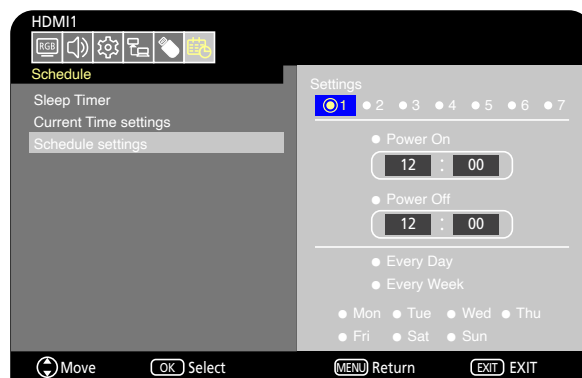 HDMI1
RGB
Schedule
Sleep Timer
Current Time settings
Schedule settings
Settings
1 2 3 4 5 6 7
Power On
12 : 00
Power Off
12 : 00
Every Day
Every Week
Mon Tue Wed Thu
Fri Sat Sun
Move OK Select MENU Return EXIT EXIT